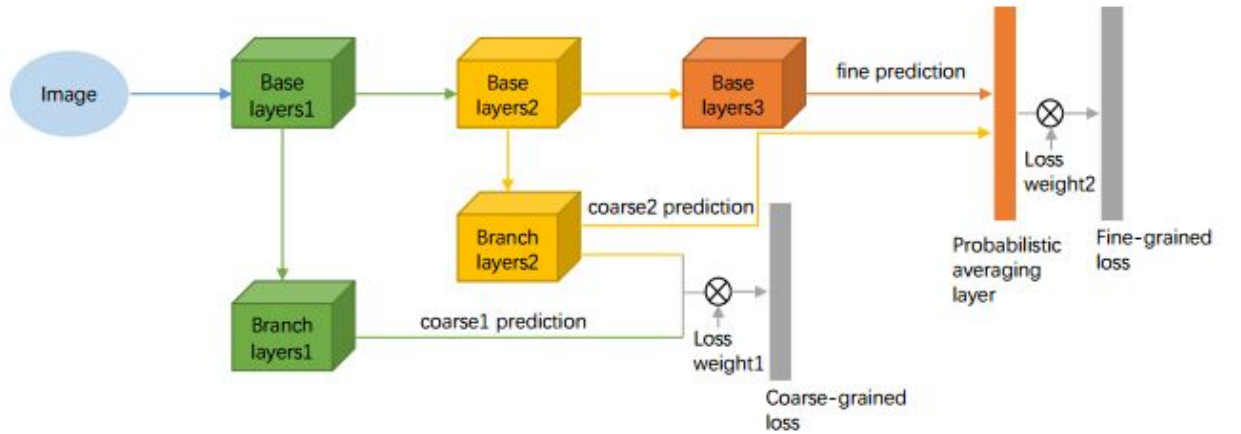 Image
Base
layers1
Base
layers2
Base
layers3
fine prediction
Loss
weight2
coarse2 prediction
Branch
layers2
Probabilistic
averaging
layer
Fine-grained
loss
Branch
layers1
coarse1 prediction
Loss
weight1
Coarse-grained
loss